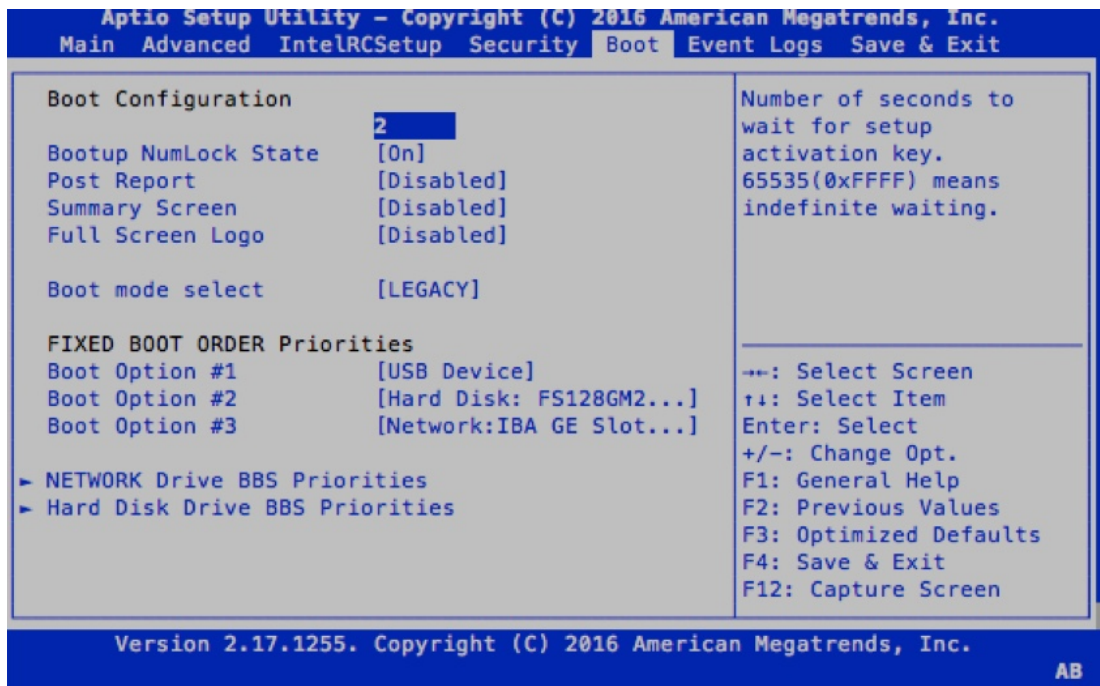 Aptio Setup Utility – Copyright (C) 2016 American Megatrends, Inc.
Main Advanced IntelRCSetup Security Boot Event Logs Save & Exit
Boot Configuration
2
Bootup NumLock State [On]
Post Report [Disabled]
Summary Screen [Disabled]
Full Screen Logo [Disabled]
Boot mode select [LEGACY]
FIXED BOOT ORDER Priorities
Boot Option #1 [USB Device]
Boot Option #2 [Hard Disk: FS128GM2...]
Boot Option #3 [Network:IBA GE Slot...]
► NETWORK Drive BBS Priorities
► Hard Disk Drive BBS Priorities
Number of seconds to
wait for setup
activation key.
65535(0xFFFF) means
indefinite waiting.
→←: Select Screen
↑↓: Select Item
Enter: Select
+/-: Change Opt.
F1: General Help
F2: Previous Values
F3: Optimized Defaults
F4: Save & Exit
F12: Capture Screen
Version 2.17.1255. Copyright (C) 2016 American Megatrends, Inc.
AB